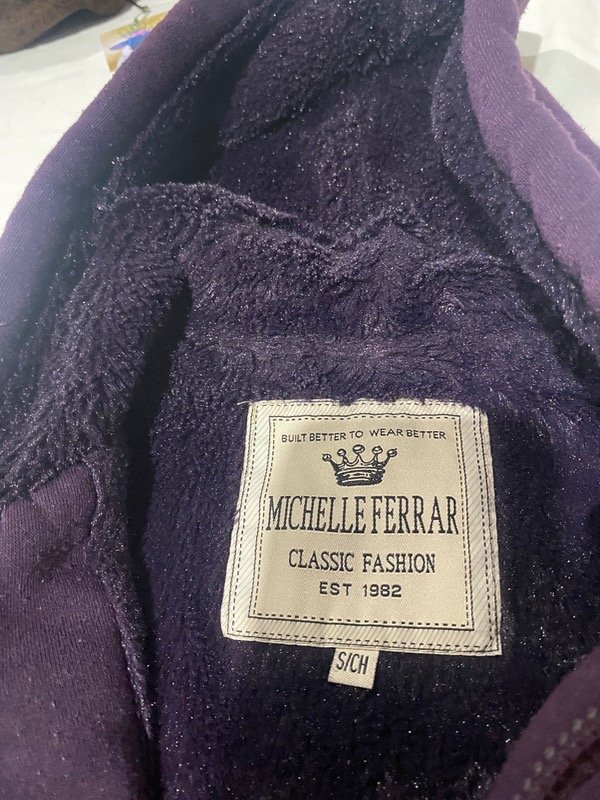 BUILT BETTER TO WEAR BETTER
MICHELLE FERRAR
CLASSIC FASHION
EST 1982
S/CH